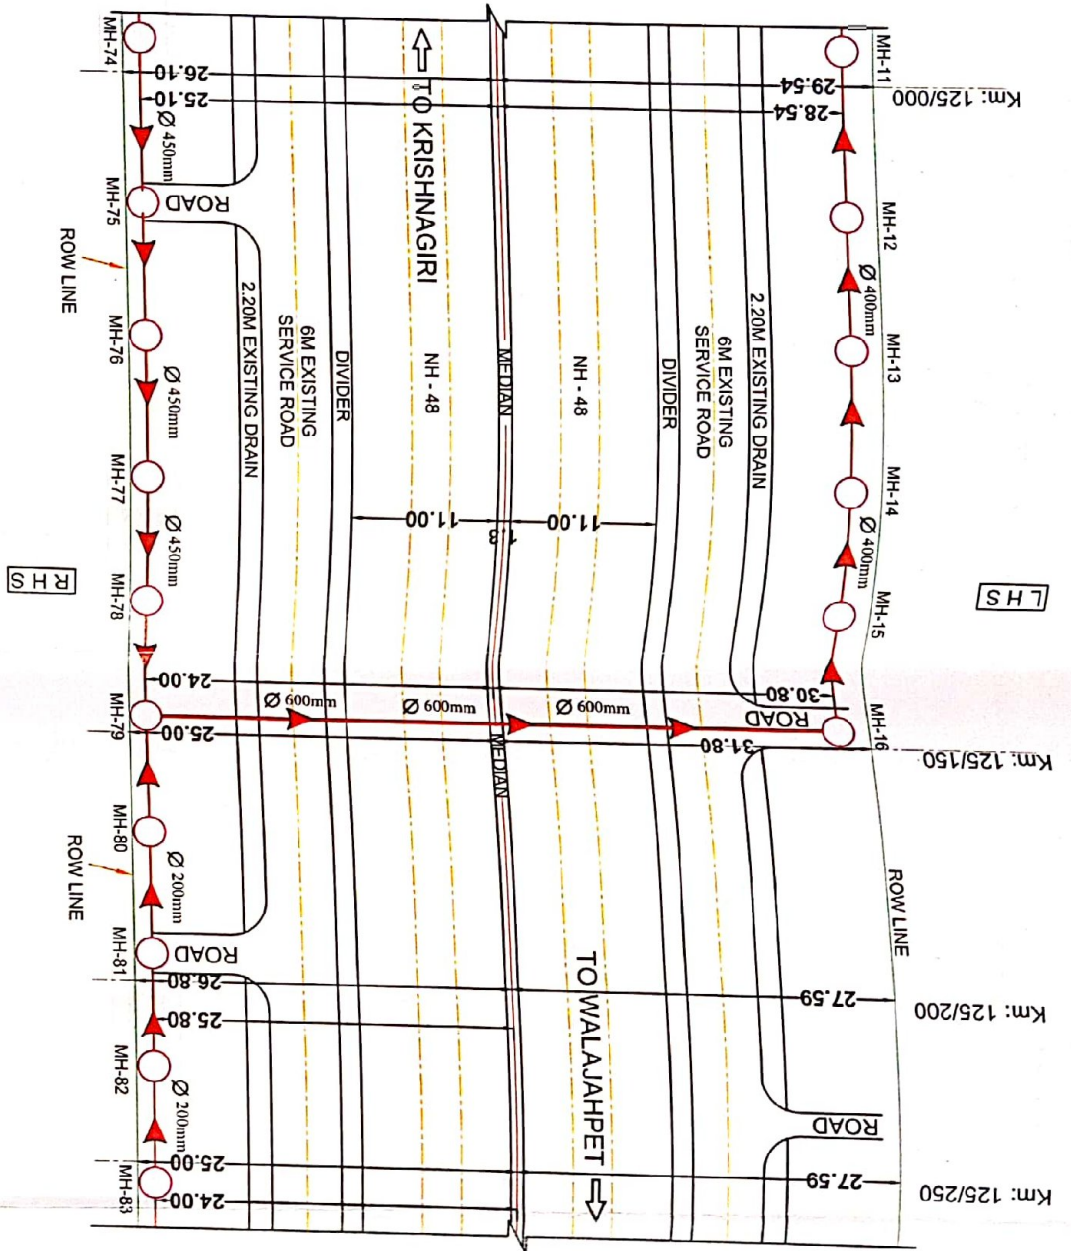 MH-74
MH-11
26.10
29.54
Km: 125/000
25.10
28.54
Ø 450mm
TO KRISHNAGIRI
MH-75
ROAD
MH-12
ROW LINE
Ø 400mm
2.20M EXISTING DRAIN
6M EXISTING
SERVICE ROAD
DIVIDER
NH - 48
MEDIAN
NH - 48
DIVIDER
6M EXISTING
SERVICE ROAD
2.20M EXISTING DRAIN
MH-76
MH-13
Ø 450mm
MH-77
MH-14
11.00
1.3
11.00
Ø 450mm
Ø 400mm
RHS
LHS
MH-78
MH-15
24.00
30.80
Ø 600mm
Ø 600mm
Ø 600mm
ROAD
MH-79
MH-16
25.00
31.80
Km: 125/150
MEDIAN
MH-80
ROW LINE
Ø 200mm
ROW LINE
MH-81
ROAD
26.80
27.59
Km: 125/200
25.80
TO WALAJAHPET
MH-82
Ø 200mm
ROAD
25.00
27.59
Km: 125/250
MH-83
24.00